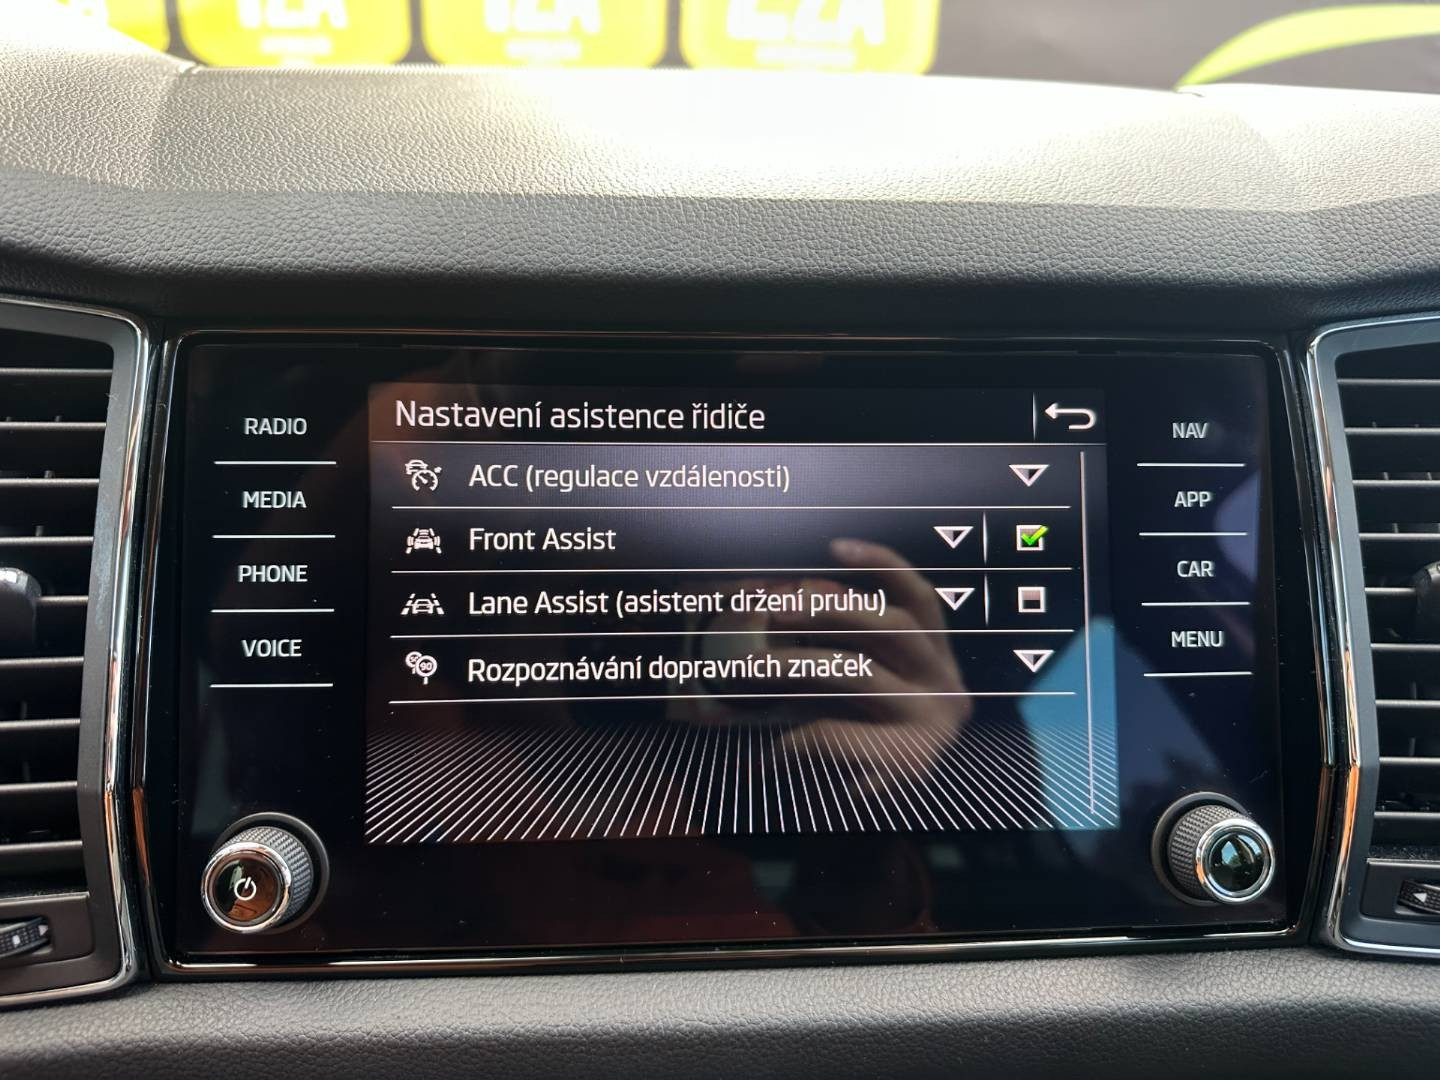 Nastavení asistence řidiče
RADIO
NAV
ACC (regulace vzdálenosti)
MEDIA
APP
Front Assist
PHONE
CAR
Lane Assist (asistent držení pruhu)
VOICE
MENU
90
Rozpoznávání dopravních značek